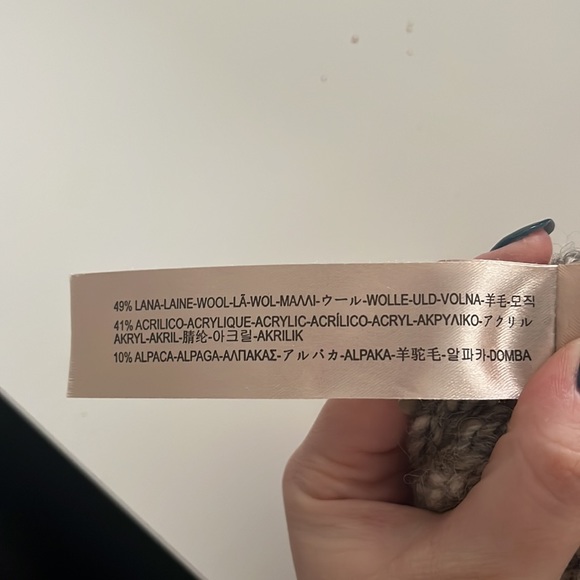 49% LANA-LAINE-WOOL-LÃ-WOL-ΜΑΛΛΙ-ウール-WOLLE-ULD-VOLNA-羊毛-모직
41% ACRILICO-ACRYLIQUE-ACRYLIC-ACRÍLICO-ACRYL-ΑΚΡΥΛΙΚΟ-アクリル
AKRYL-AKRIL-腈纶-아크릴-AKRILIK
10% ALPACA-ALPAGA-ΑΛΠΑΚΑΣ-アルパカ-ALPAKA-羊驼毛-알파카-DOMBA